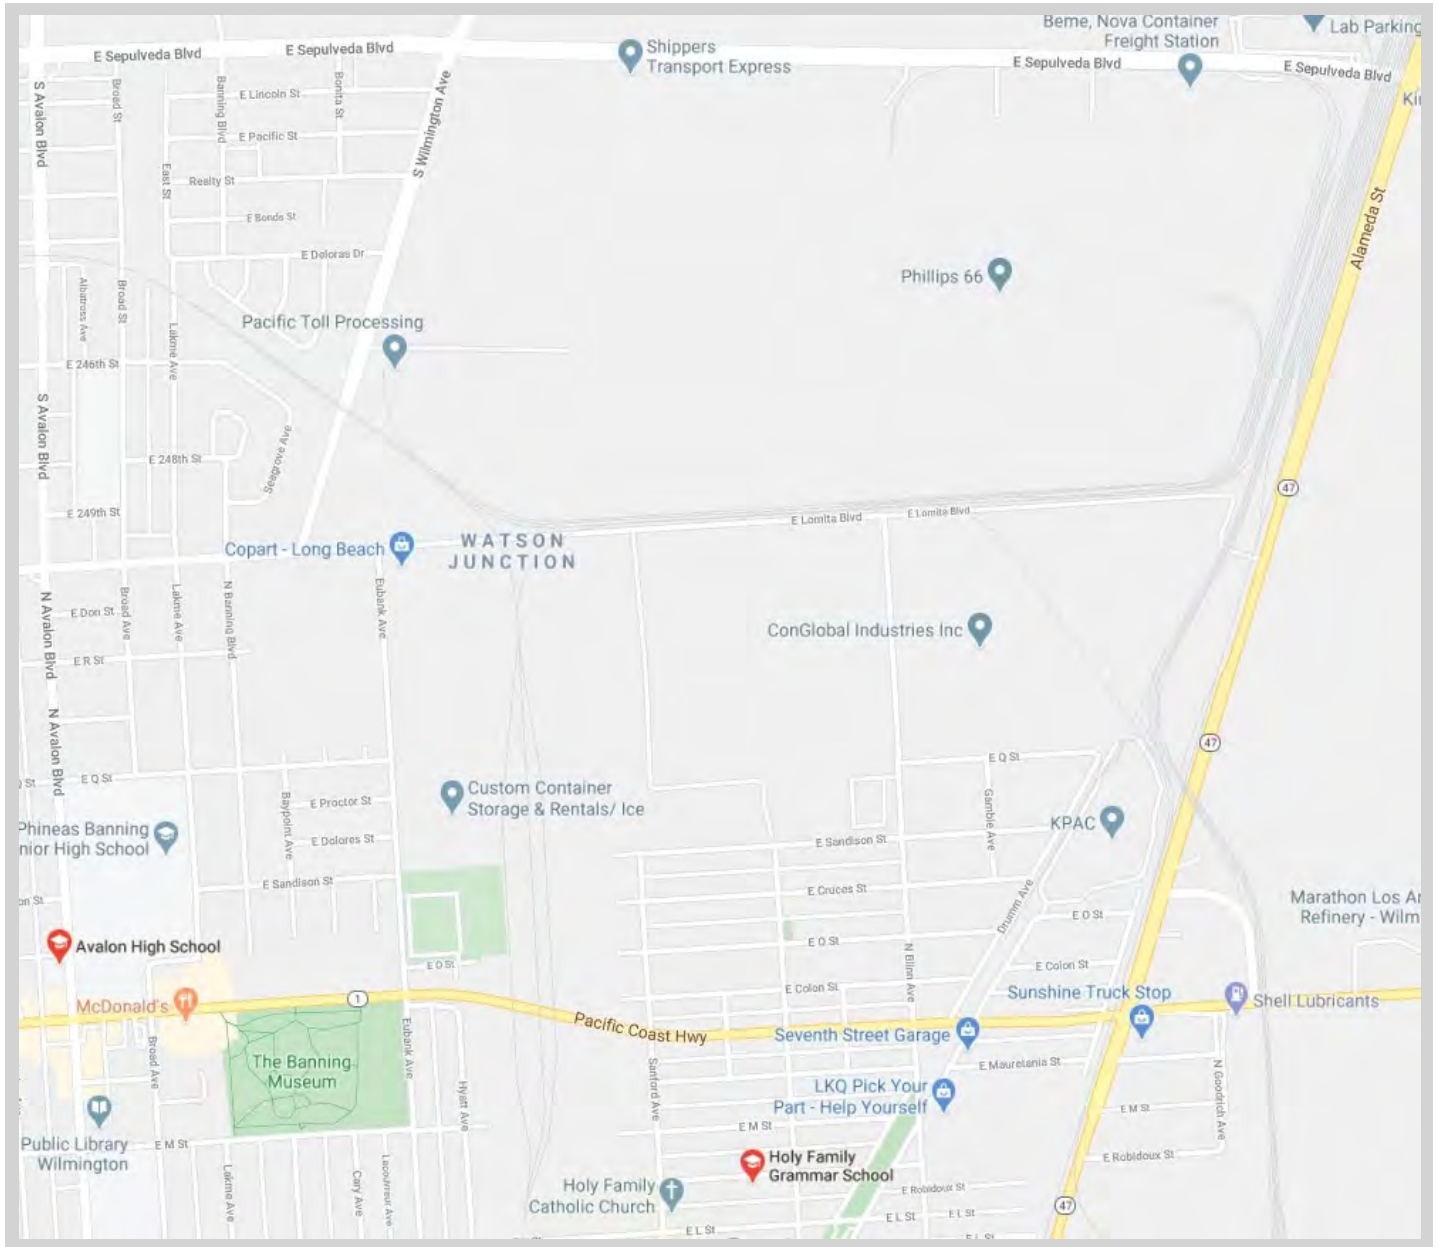 Beme, Nova Container
Freight Station
Lab Parking
Shippers
Transport Express
E Sepulveda Blvd
E Sepulveda Blvd
E Sepulveda Blvd
E Sepulveda Blvd
S Avalon Blvd
Broad St
Banning Blvd
Bonita St
S Wilmington Ave
E Lincoln St
E Pacific St
East St
Realty St
E Bonds St
E Doloras Dr
Alameda St
Phillips 66
Albatross Ave
Broad St
Lakme Ave
Pacific Toll Processing
E 246th St
S Avalon Blvd
Seagrove Ave
E 248th St
47
E 249th St
E Lomita Blvd
E Lomita Blvd
Copart - Long Beach
WATSON
JUNCTION
N Avalon Blvd
Broad Ave
Lakme Ave
N Banning Blvd
Eubank Ave
E Don St
ConGlobal Industries Inc
E R St
N Avalon Blvd
47
E Q St
E Q St
Baypoint Ave
E Proctor St
Custom Container
Storage & Rentals/ Ice
Gamble Ave
KPAC
Phineas Banning
nior High School
E Dolores St
E Sandison St
E Sandison St
E Cruces St
Drumm Ave
Marathon Los Ar
Refinery - Wilm
on St
E O St
Avalon High School
E O St
N Blinn Ave
E O St
E Colon St
E Colon St
McDonald's
1
Sunshine Truck Stop
Shell Lubricants
Pacific Coast Hwy
Seventh Street Garage
Broad Ave
The Banning
Museum
Eubank Ave
Hyatt Ave
Sanford Ave
E Mauretania St
N Goodrich Ave
LKQ Pick Your
Part - Help Yourself
E M St
E M St
E M St
Public Library
Wilmington
Holy Family
Grammar School
E Robidoux St
Lakme Ave
Cary Ave
Lecouvreur Ave
Holy Family
Catholic Church
E Robidoux St
47
E L St
E L St
E L St